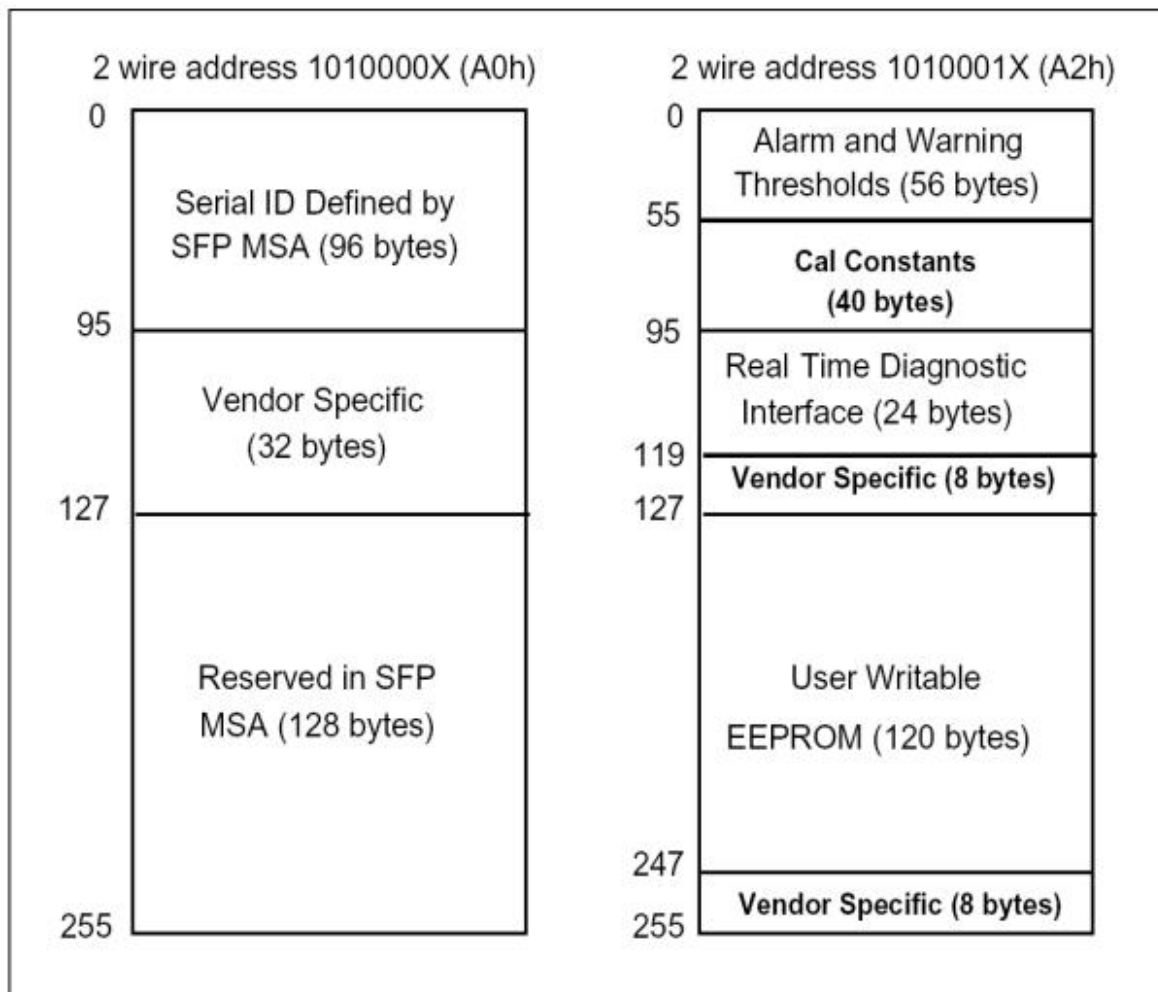 2 wire address 1010000X (A0h)
0
Serial ID Defined by
SFP MSA (96 bytes)
95
Vendor Specific
(32 bytes)
127
Reserved in SFP
MSA (128 bytes)
255
2 wire address 1010001X (A2h)
0
Alarm and Warning
Thresholds (56 bytes)
55
Cal Constants
(40 bytes)
95
Real Time Diagnostic
Interface (24 bytes)
119
Vendor Specific (8 bytes)
127
User Writable
EEPROM (120 bytes)
247
Vendor Specific (8 bytes)
255